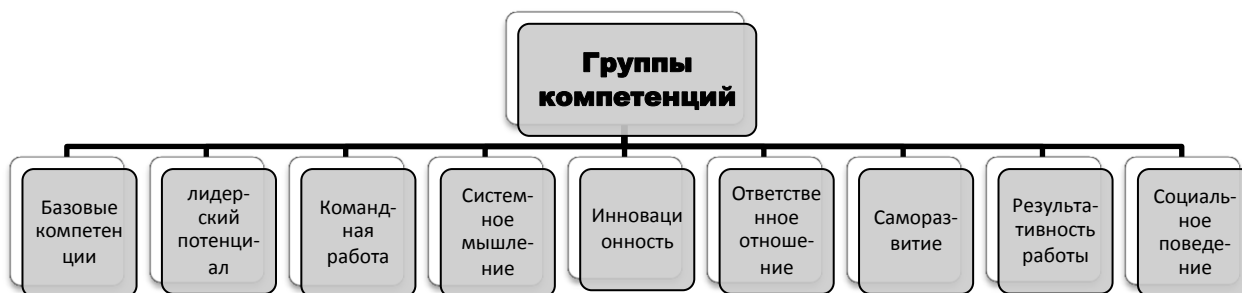 Группы
компетенций
Базовые
компетен
ции
лидер-
ский
потенци-
ал
Команд-
ная
работа
Систем-
ное
мышле-
ние
Инноваци
онность
Ответстве
нное
отноше-
ние
Самораз-
витие
Результа-
тивность
работы
Социаль-
ное
поведе-
ние